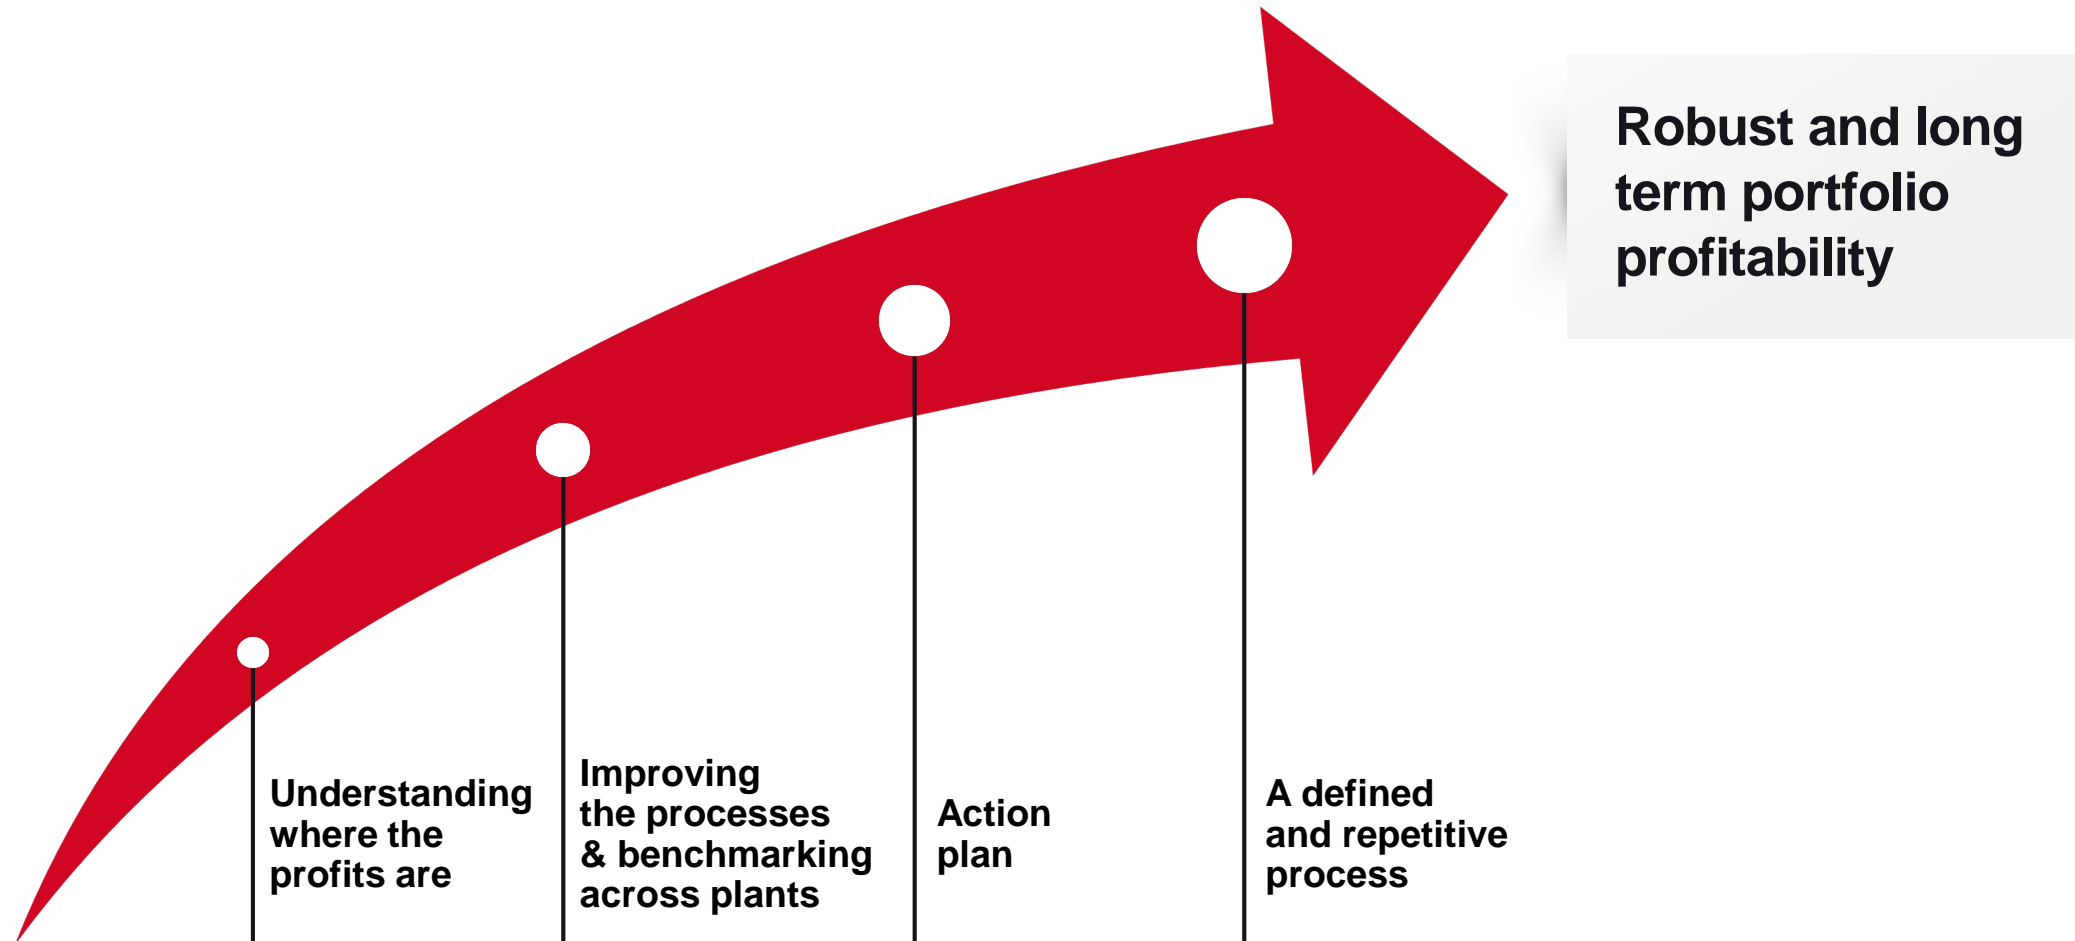 Robust and long
term portfolio
profitability
Understanding
where the
profits are
Improving
the processes
& benchmarking
across plants
Action
plan
A defined
and repetitive
process